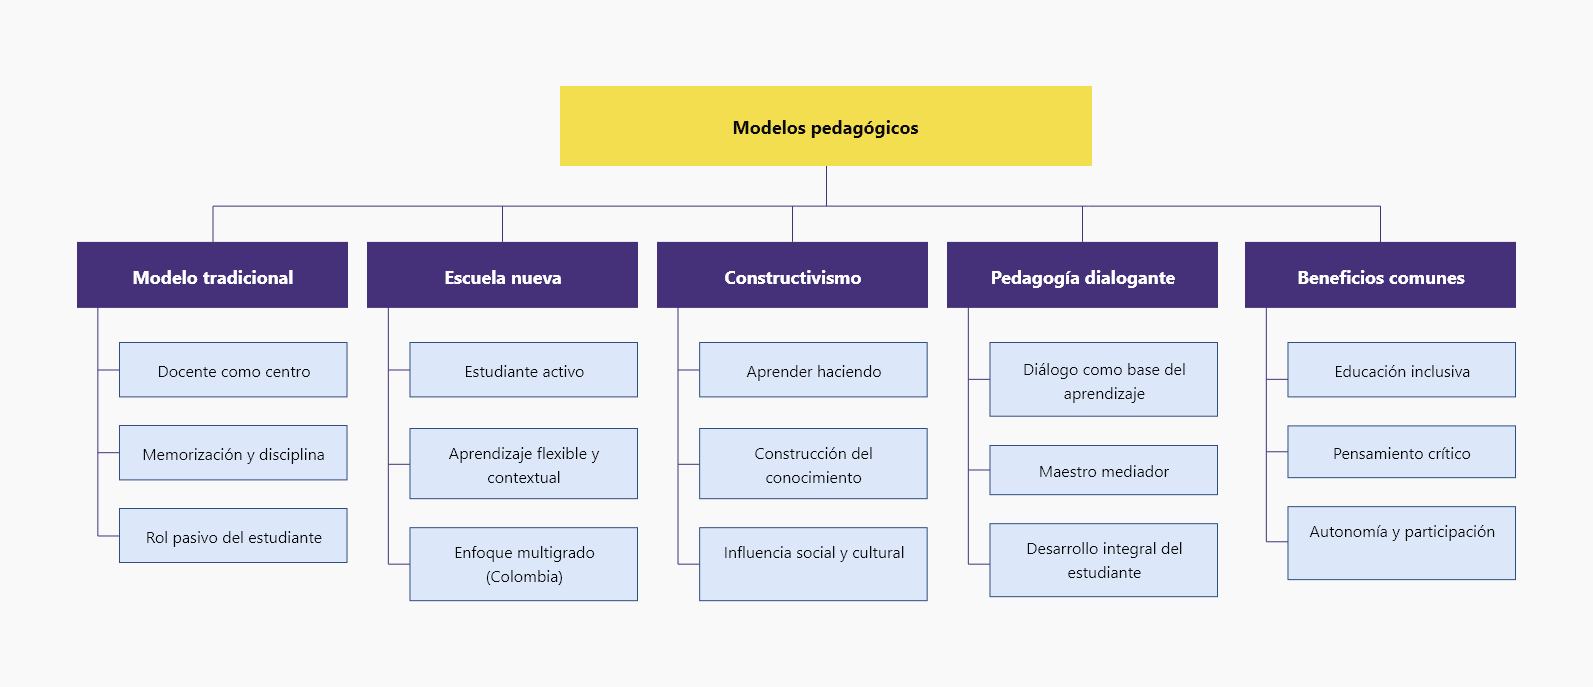 Modelos pedagógicos
Modelo tradicional
Docente como centro
Memorización y disciplina
Rol pasivo del estudiante
Escuela nueva
Estudiante activo
Aprendizaje flexible y
contextual
Enfoque multigrado
(Colombia)
Constructivismo
Aprender haciendo
Construcción del
conocimiento
Influencia social y cultural
Pedagogía dialogante
Diálogo como base del
aprendizaje
Maestro mediador
Desarrollo integral del
estudiante
Beneficios comunes
Educación inclusiva
Pensamiento crítico
Autonomía y participación